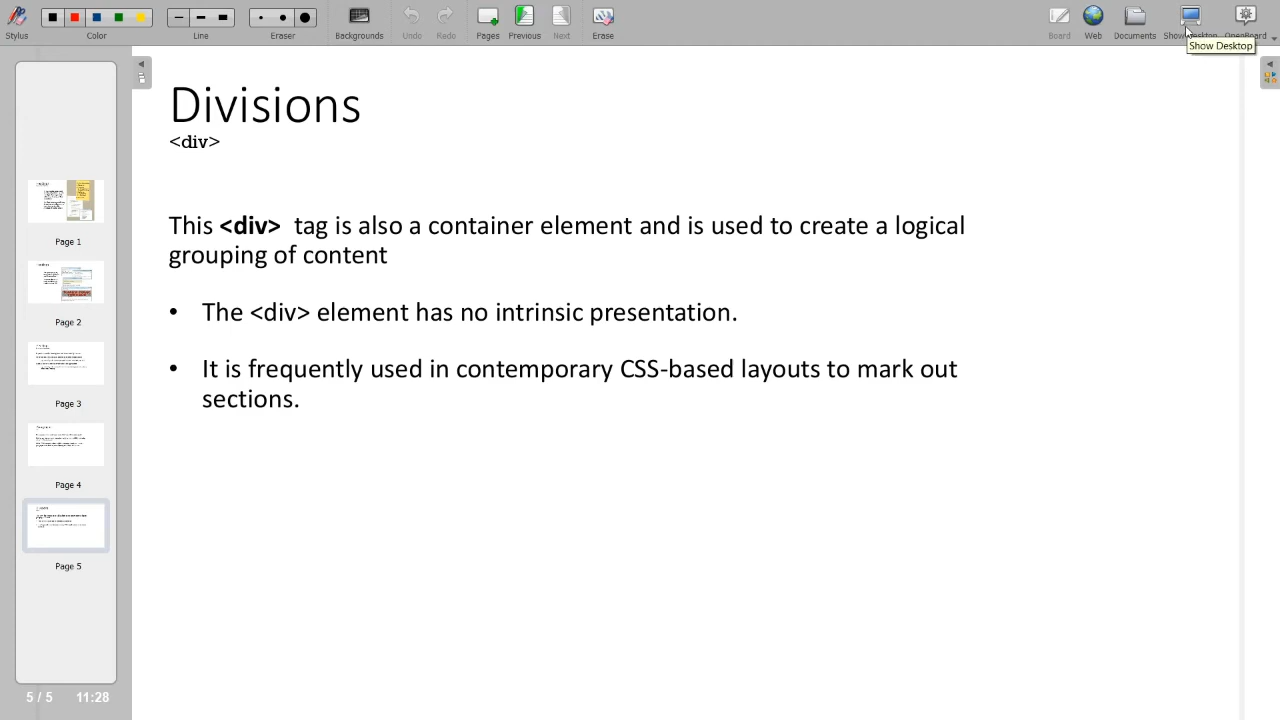 Stylus
Color
Line
Eraser
Backgrounds
Undo
Redo
Pages
Previous
Next
Erase
Board
Web
Documents
Show Desktop
OpenBoard
Show Desktop
Divisions
<div>
This <div> tag is also a container element and is used to create a logical
grouping of content
• The <div> element has no intrinsic presentation.
• It is frequently used in contemporary CSS-based layouts to mark out
sections.
Page 1
Page 2
Page 3
Page 4
Page 5
5 / 5
11:28